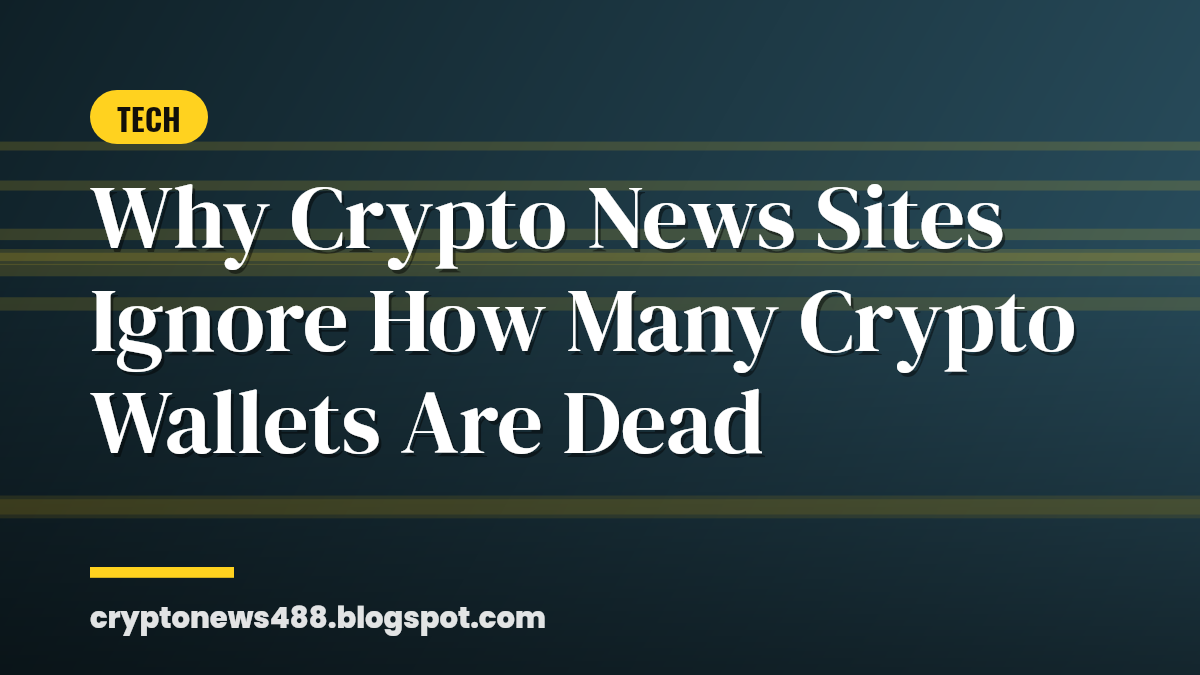 TECH
Why Crypto News Sites
Ignore How Many Crypto
Wallets Are Dead
cryptonews488.blogspot.com